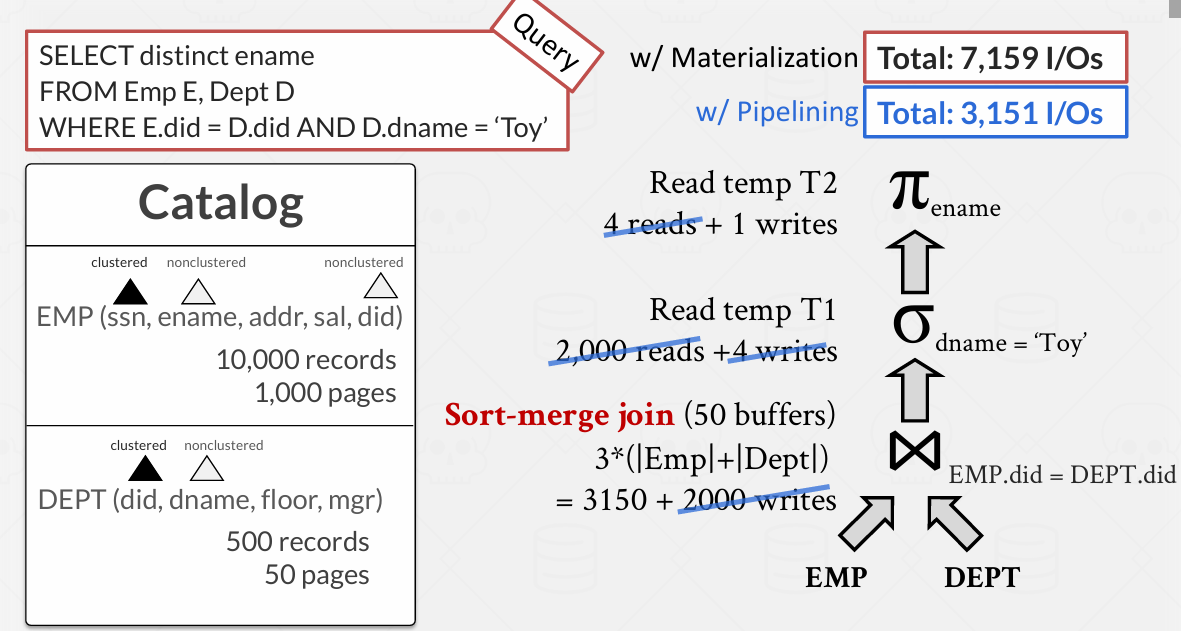 Query
SELECT distinct ename
FROM Emp E, Dept D
WHERE E.did = D.did AND D.dname = ‘Toy’
w/ Materialization Total: 7,159 I/Os
w/ Pipelining Total: 3,151 I/Os
Catalog
clustered nonclustered nonclustered
EMP (ssn, ename, addr, sal, did)
10,000 records
1,000 pages
clustered nonclustered
DEPT (did, dname, floor, mgr)
500 records
50 pages
Read temp T2
4 reads + 1 writes
π ename
Read temp T1
2,000 reads +4 writes
σ dname = ‘Toy’
Sort-merge join (50 buffers)
3*(|Emp|+|Dept|)
= 3150 + 2000 writes
⋈ EMP.did = DEPT.did
EMP DEPT